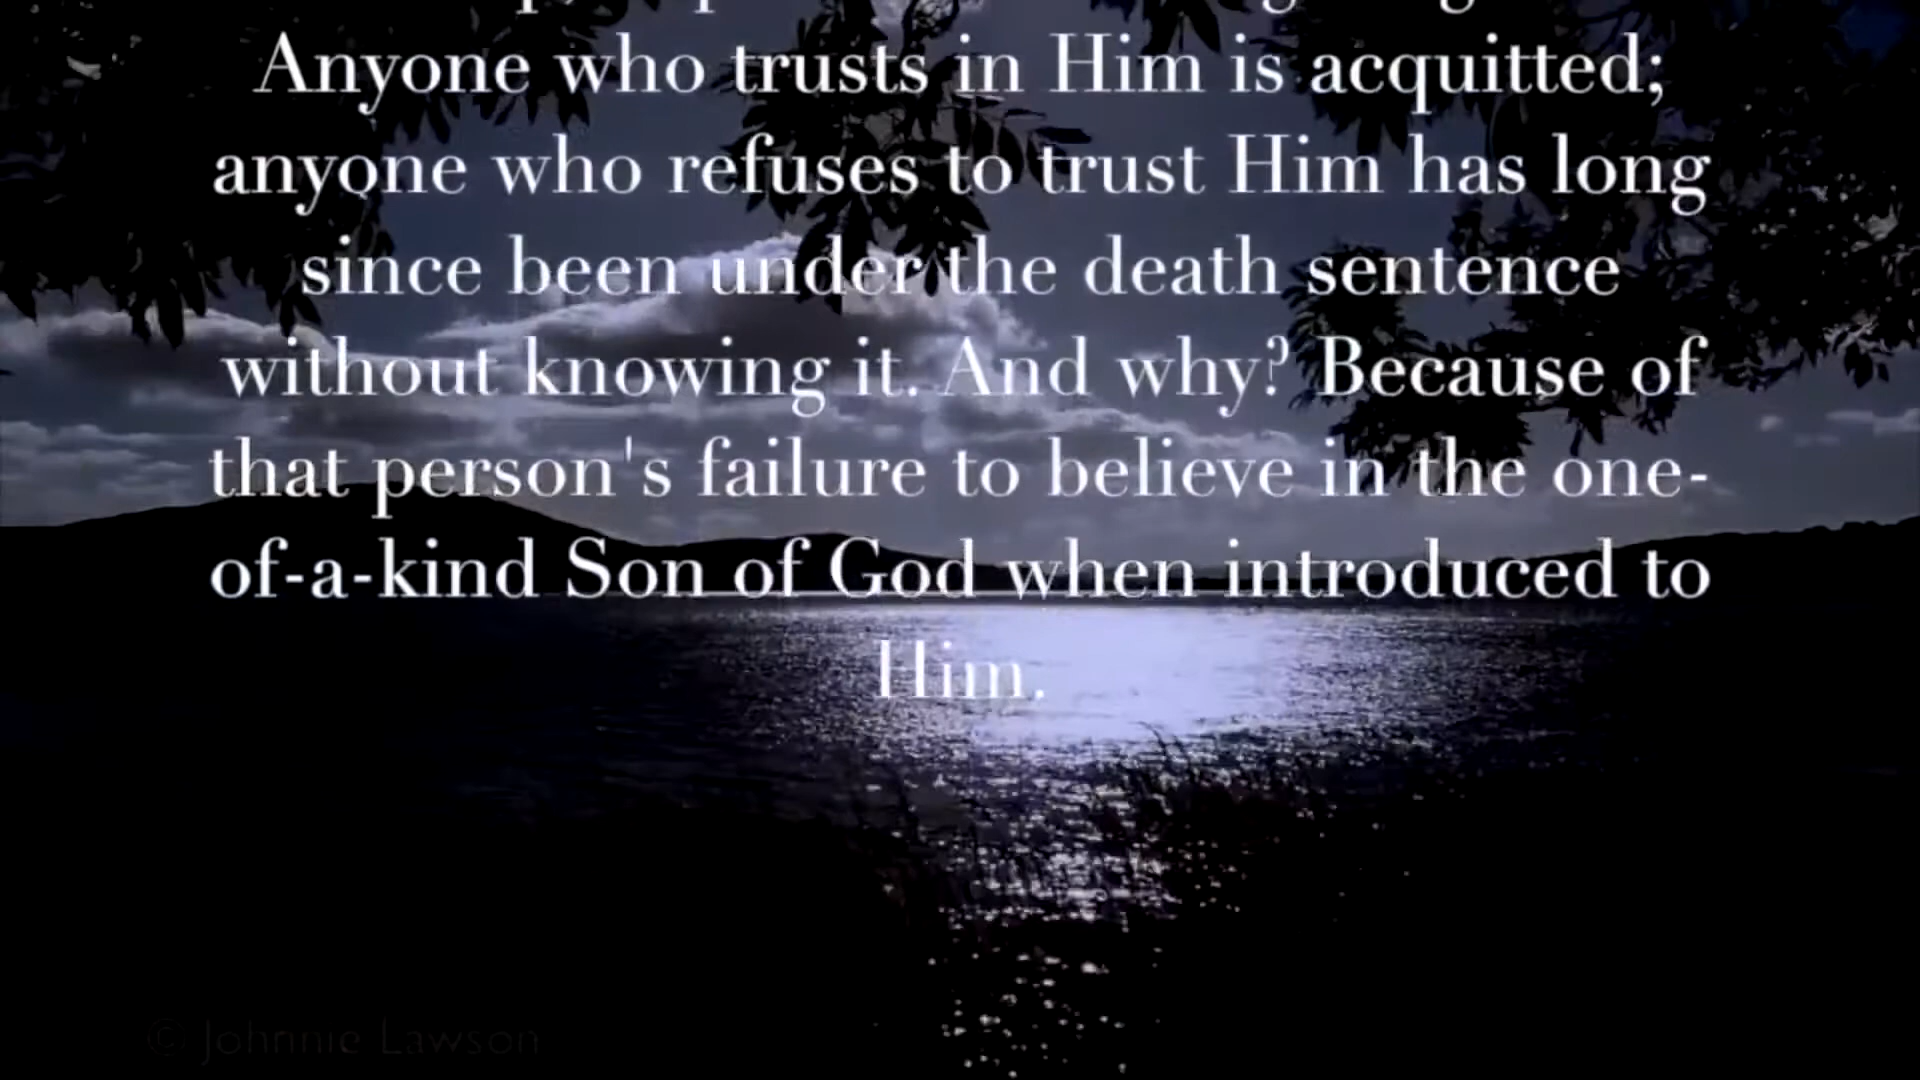 Anyone who trusts in Him is acquitted;
anyone who refuses to trust Him has long
since been under the death sentence
without knowing it. And why? Because of
that person's failure to believe in the one-
of-a-kind Son of God when introduced to
Him.
© Johnnie Lawson